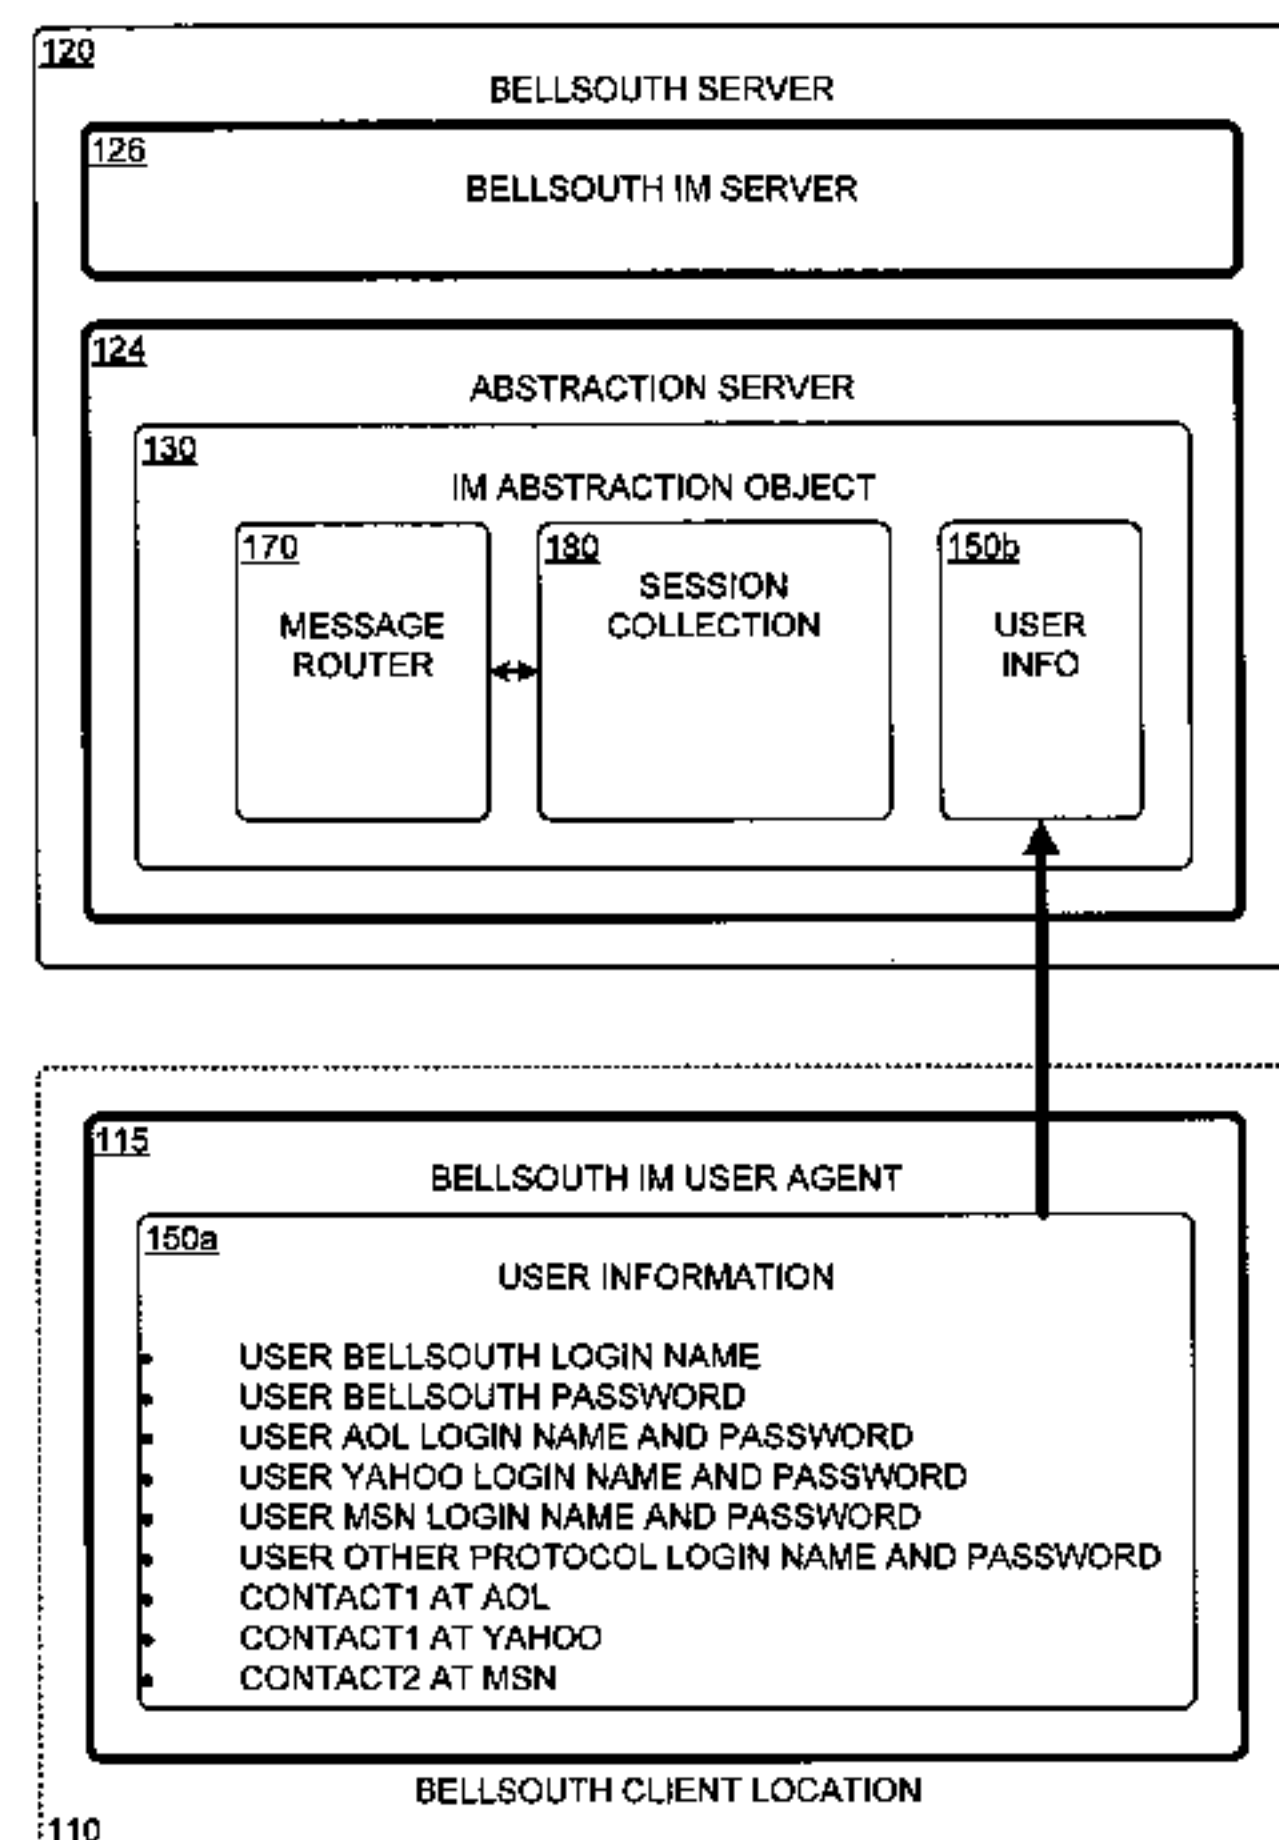 120
BELLSOUTH SERVER
126
BELLSOUTH IM SERVER
124
ABSTRACTION SERVER
130
IM ABSTRACTION OBJECT
170
MESSAGE
ROUTER
180
SESSION
COLLECTION
150b
USER
INFO
115
BELLSOUTH IM USER AGENT
150a
USER INFORMATION
• USER BELLSOUTH LOGIN NAME
• USER BELLSOUTH PASSWORD
• USER AOL LOGIN NAME AND PASSWORD
• USER YAHOO LOGIN NAME AND PASSWORD
• USER MSN LOGIN NAME AND PASSWORD
• USER OTHER PROTOCOL LOGIN NAME AND PASSWORD
• CONTACT1 AT AOL
• CONTACT1 AT YAHOO
• CONTACT2 AT MSN
BELLSOUTH CLIENT LOCATION
110